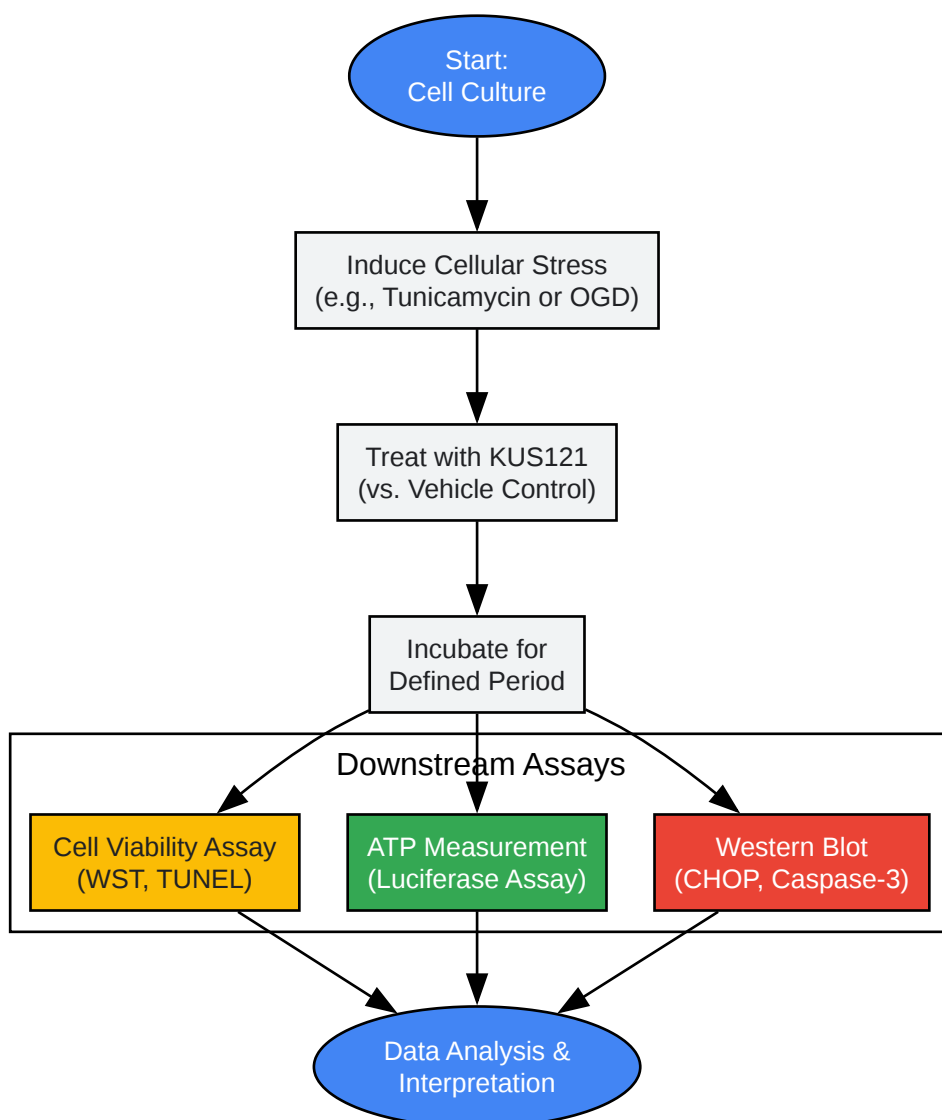 Start:
Cell Culture
Induce Cellular Stress
(e.g., Tunicamycin or OGD)
Treat with KUS121
(vs. Vehicle Control)
Incubate for
Defined Period
Downstream Assays
Cell Viability Assay
(WST, TUNEL)
ATP Measurement
(Luciferase Assay)
Western Blot
(CHOP, Caspase-3)
Data Analysis &
Interpretation